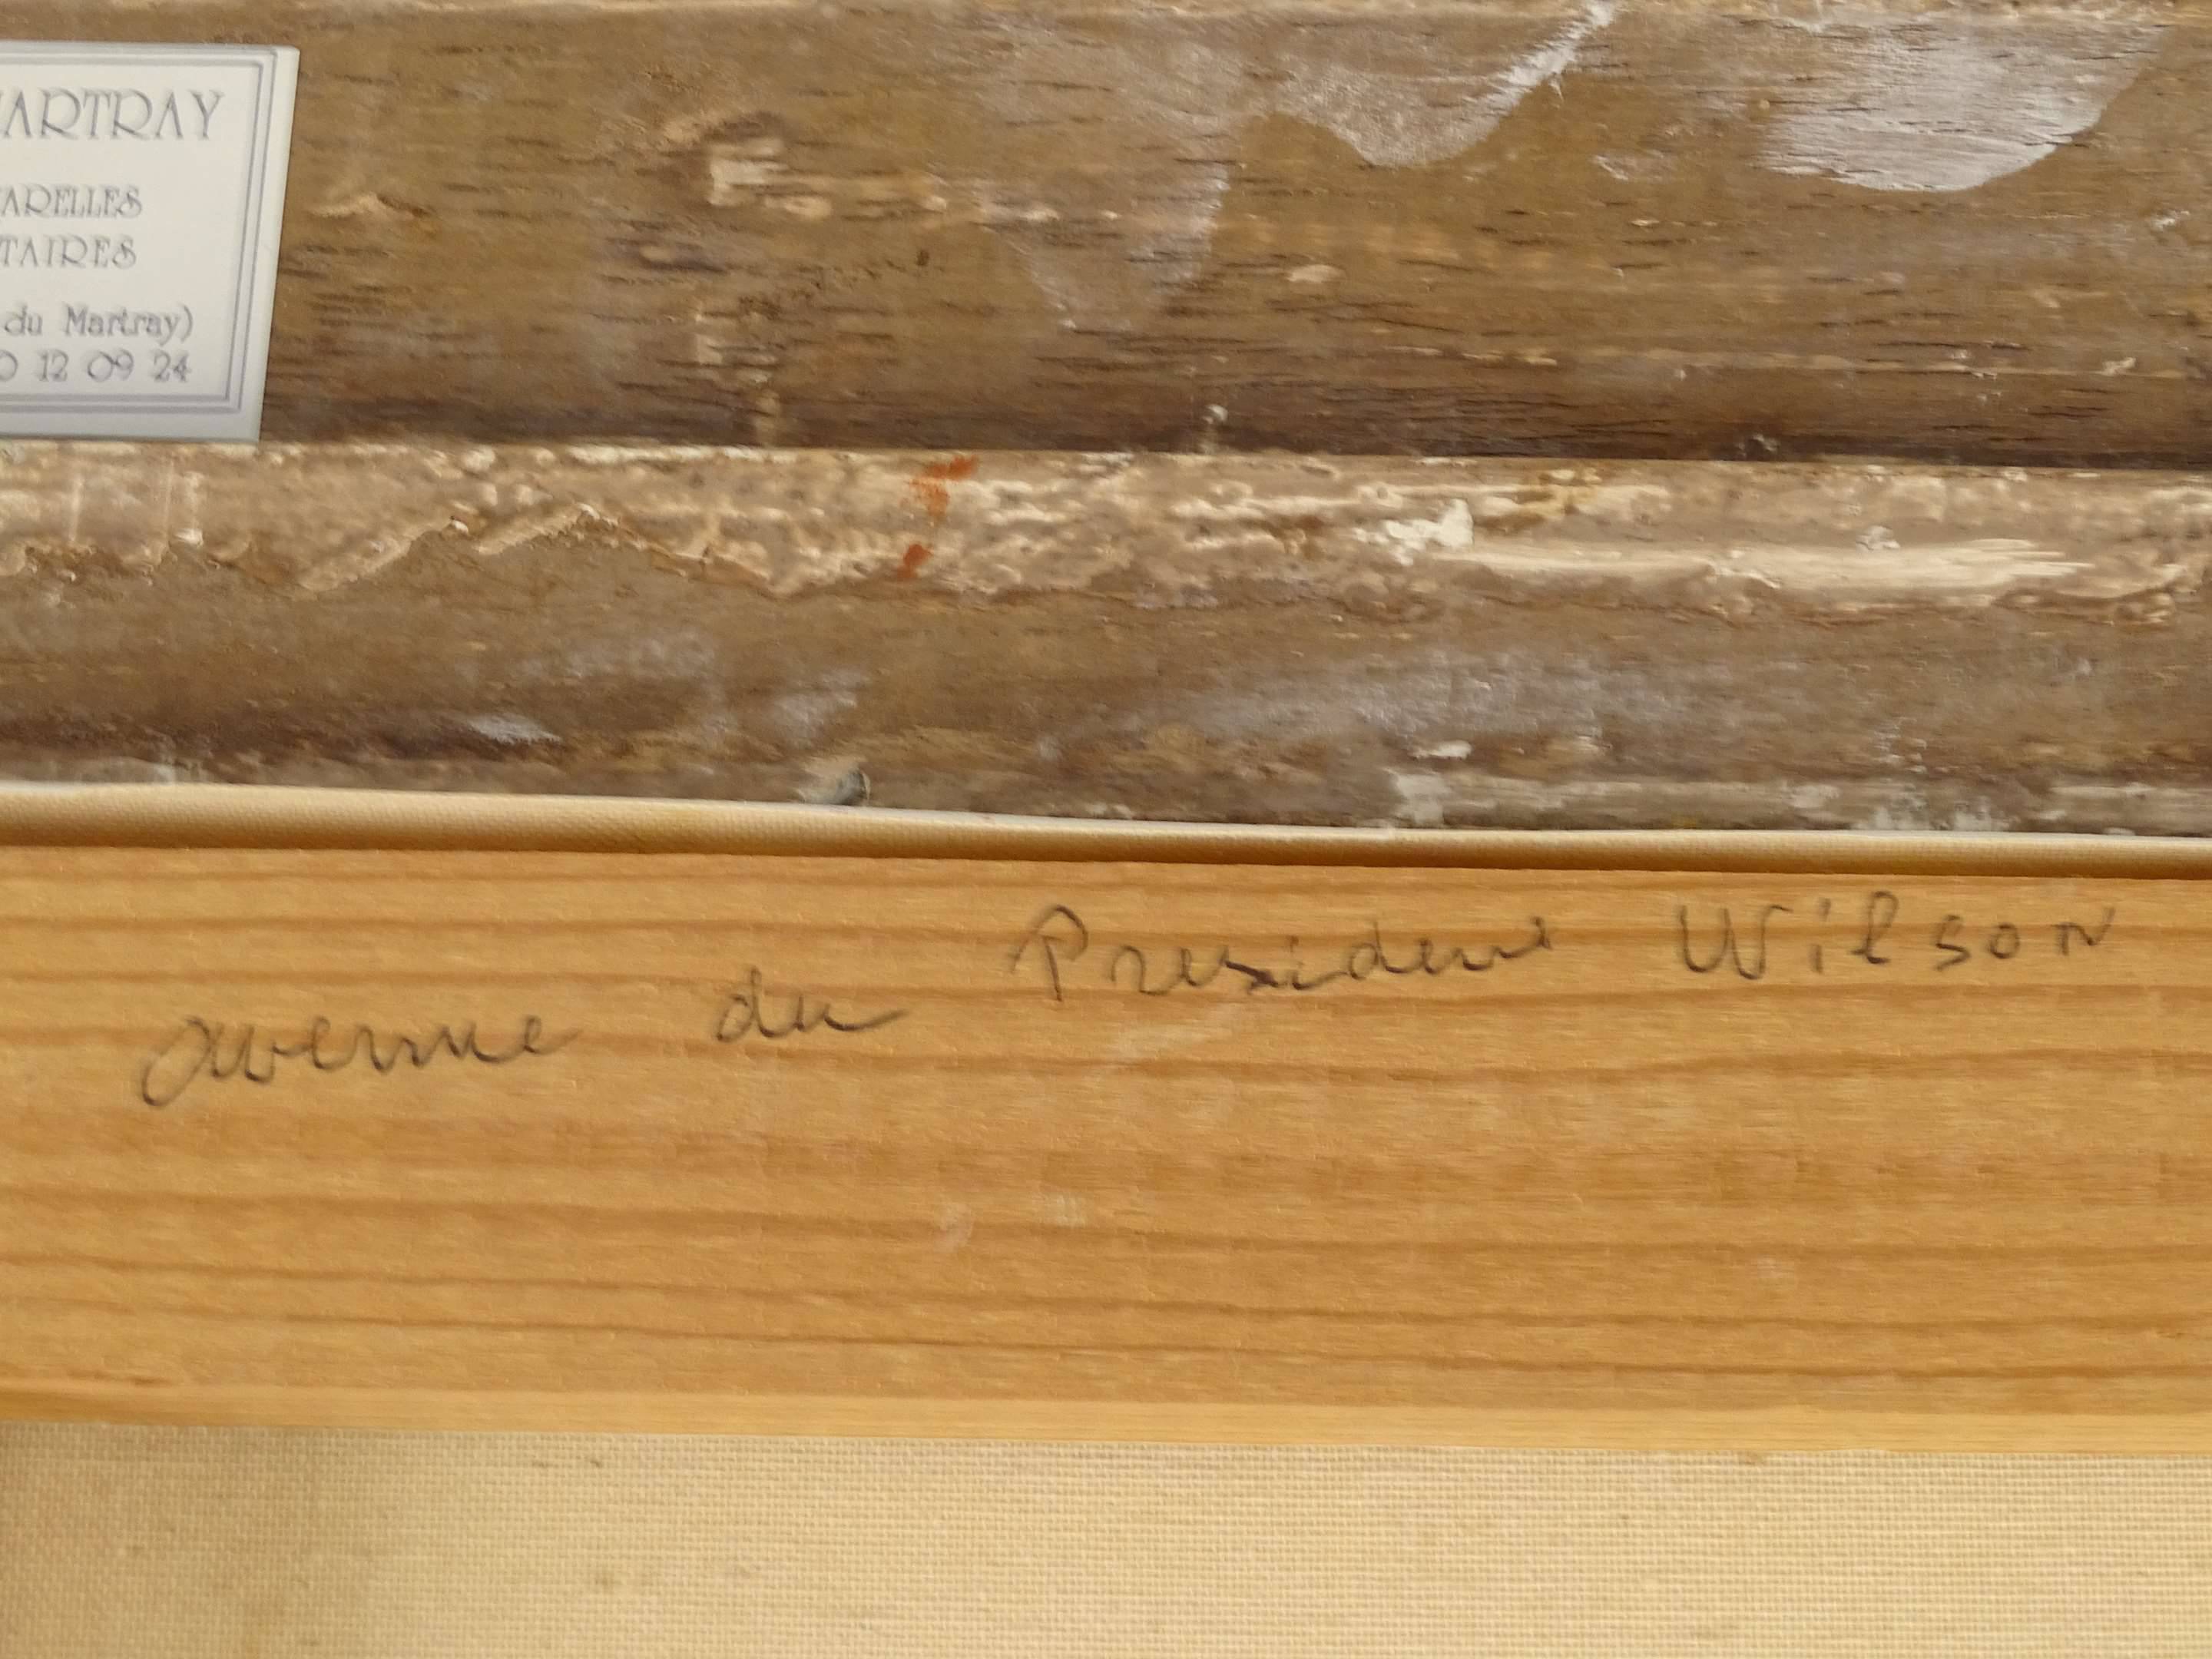 ARTRAY
ARELLES
TAIRES
du Martray)
0 12 09 24
avenue du President Wilson